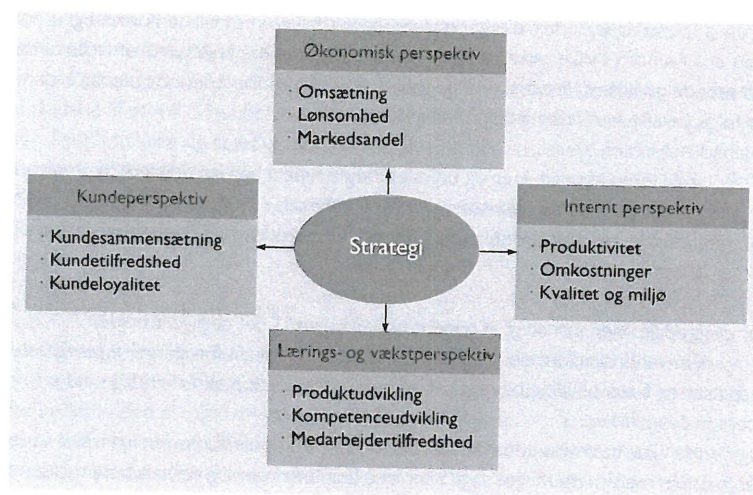 Økonomisk perspektiv
· Omsætning
· Lønsomhed
· Markedsandel
Kundeperspektiv
· Kundesammensætning
· Kundetilfredshed
· Kundeloyalitet
Strategi
Internt perspektiv
· Produktivitet
· Omkostninger
· Kvalitet og miljø
Lærings- og vækstperspektiv
· Produktudvikling
· Kompetenceudvikling
· Medarbejdertilfredshed